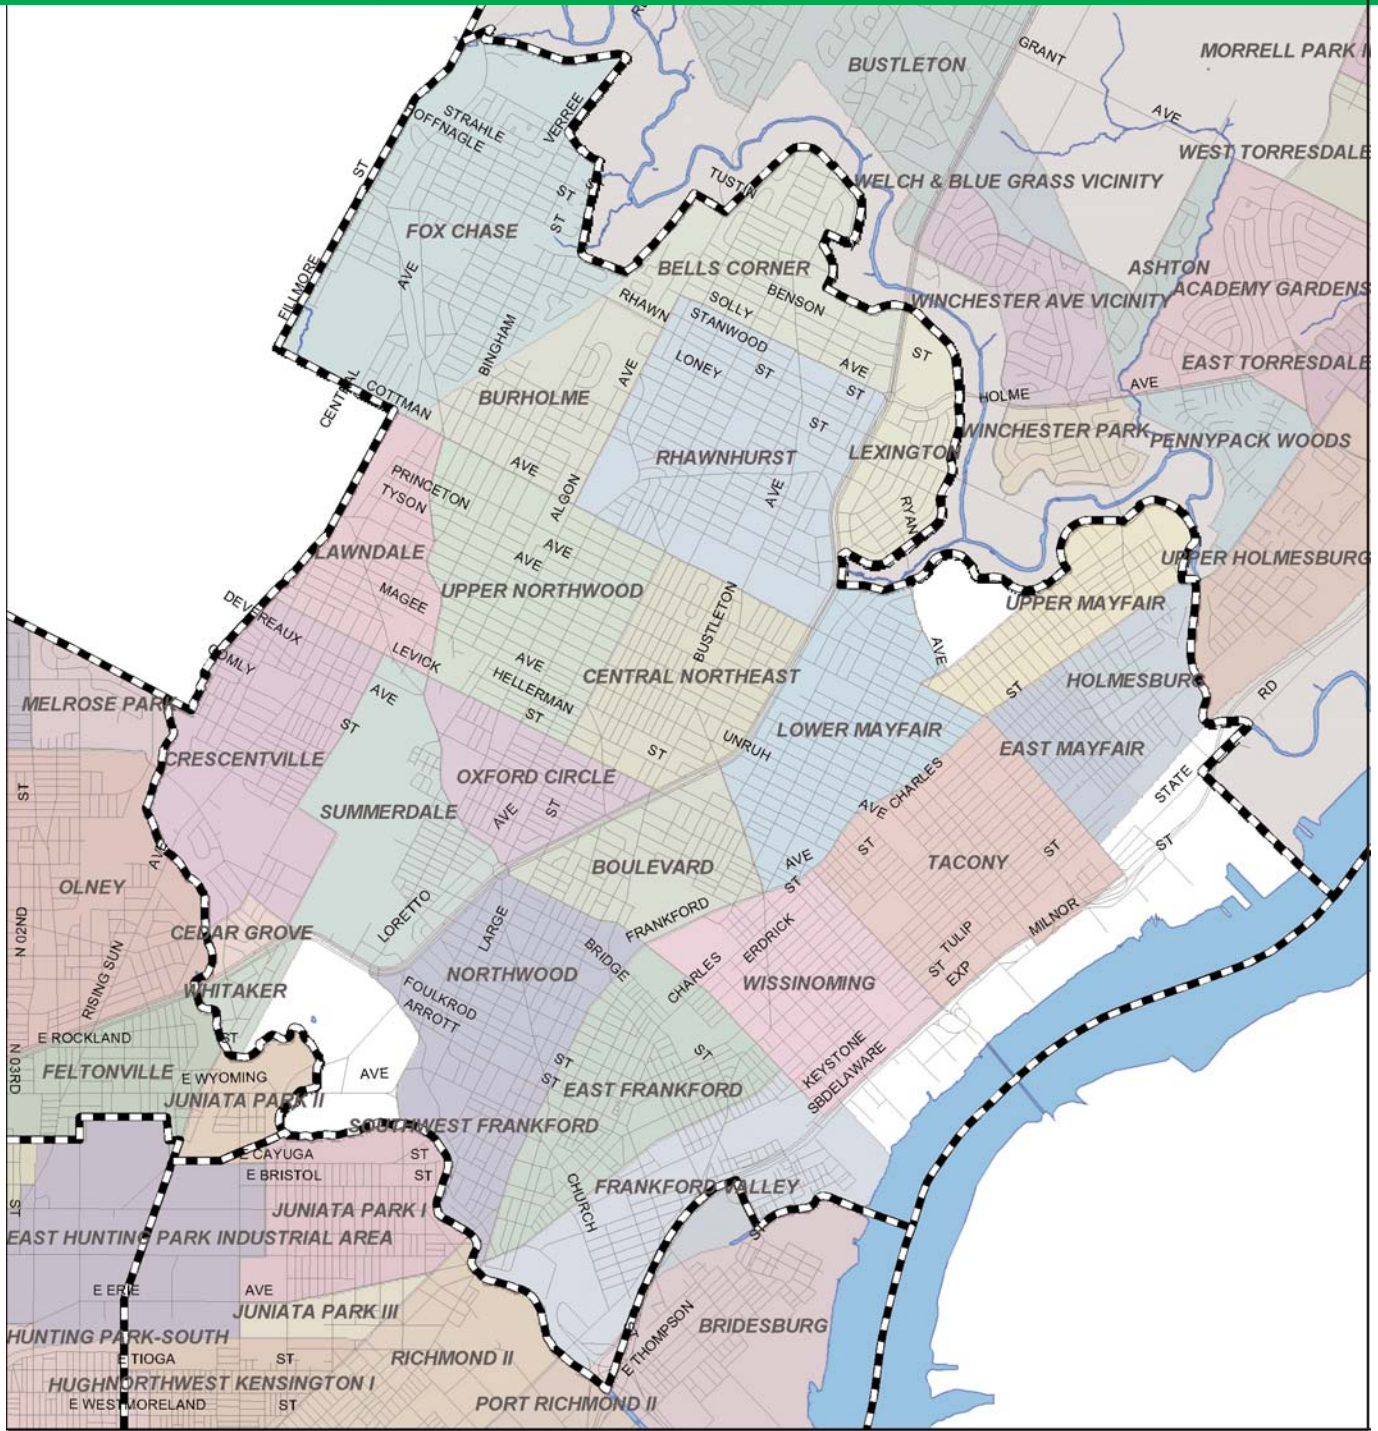 GRANT
MORRELL PARK
BUSTLETON
AVE
STRAHLE
OFFNAGLE
VERREE
WEST TORRESDALE
ST
TUSTIN
WELCH & BLUE GRASS VICINITY
ST
ST
ST
FOX CHASE
BELLS CORNER
ASHTON
AVE
FILLMORE
RHAWN
SOLLY
BENSON
ACADEMY GARDENS
WINCHESTER AVE VICINITY
STANWOOD
BINGHAM
LONEY
ST
AVE
ST
EAST TORRESDALE
AVE
ST
HOLME
AVE
CENTRAL
COTTMAN
BURHOLME
ST
WINCHESTER PARK
PENNYPACK WOODS
RHAWNHURST
LEXINGTON
AVE
PRINCETON
TYSON
ALGON
AVE
RYAN
LAWNDALE
AVE
AVE
UPPER HOLMESBURG
MAGEE
UPPER NORTHWOOD
UPPER MAYFAIR
DEVEREAUX
BUSTLETON
COMLY
LEVICK
AVE
AVE
CENTRAL NORTHEAST
HOLMESBURG
HELLERMAN
AVE
ST
RD
MELROSE PARK
ST
ST
LOWER MAYFAIR
EAST MAYFAIR
CRESCENTVILLE
ST
UNRUH
OXFORD CIRCLE
CHARLES
STATE
ST
SUMMERDALE
AVE
ST
AVE
AVE
ST
ST
ST
TACONY
AVE
BOULEVARD
OLNEY
ST
N 02ND
LORETTO
LARGE
FRANKFORD
MILNOR
CEDAR GROVE
BRIDGE
ERDRICK
TULIP
RISING SUN
NORTHWOOD
CHARLES
ST
EXP
WHITAKER
FOULKROD
WISSINOMING
ARROTT
E ROCKLAND
ST
N 03RD
FELTONVILLE
E WYOMING
AVE
ST
ST
ST
KEYSTONE
EAST FRANKFORD
SBDELAWARE
JUNIATA PARK II
SOUTHWEST FRANKFORD
E CAYUGA
ST
E BRISTOL
ST
CHURCH
FRANKFORD VALLEY
ST
JUNIATA PARK I
EAST HUNTING PARK INDUSTRIAL AREA
ST
E ERIE
AVE
JUNIATA PARK III
HUNTING PARK-SOUTH
BRIDESBURG
E THOMPSON
E TIOGA
ST
RICHMOND II
HUGH
NORTHWEST KENSINGTON I
E WESTMORELAND
ST
PORT RICHMOND II